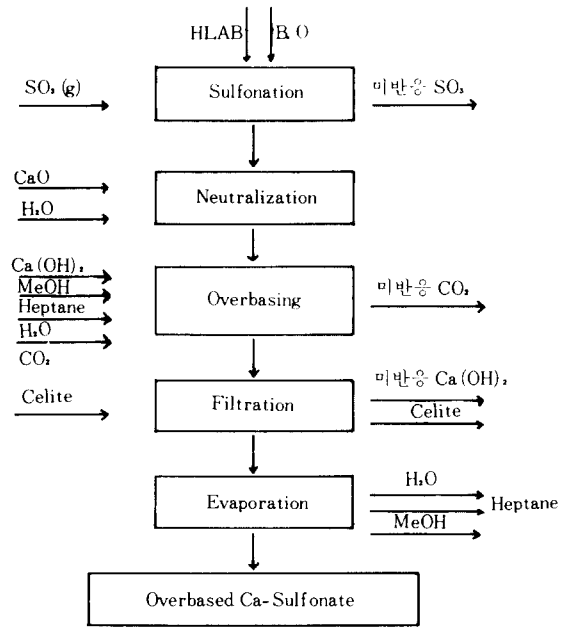 HLAB B.O
SO₃ (g)
Sulfonation
미반응 SO₃
CaO
H₂O
Neutralization
Ca(OH)₂
MeOH
Heptane
H₂O
CO₂
Overbasing
미반응 CO₂
Celite
Filtration
미반응 Ca(OH)₂
Celite
Evaporation
H₂O
Heptane
MeOH
Overbased Ca-Sulfonate